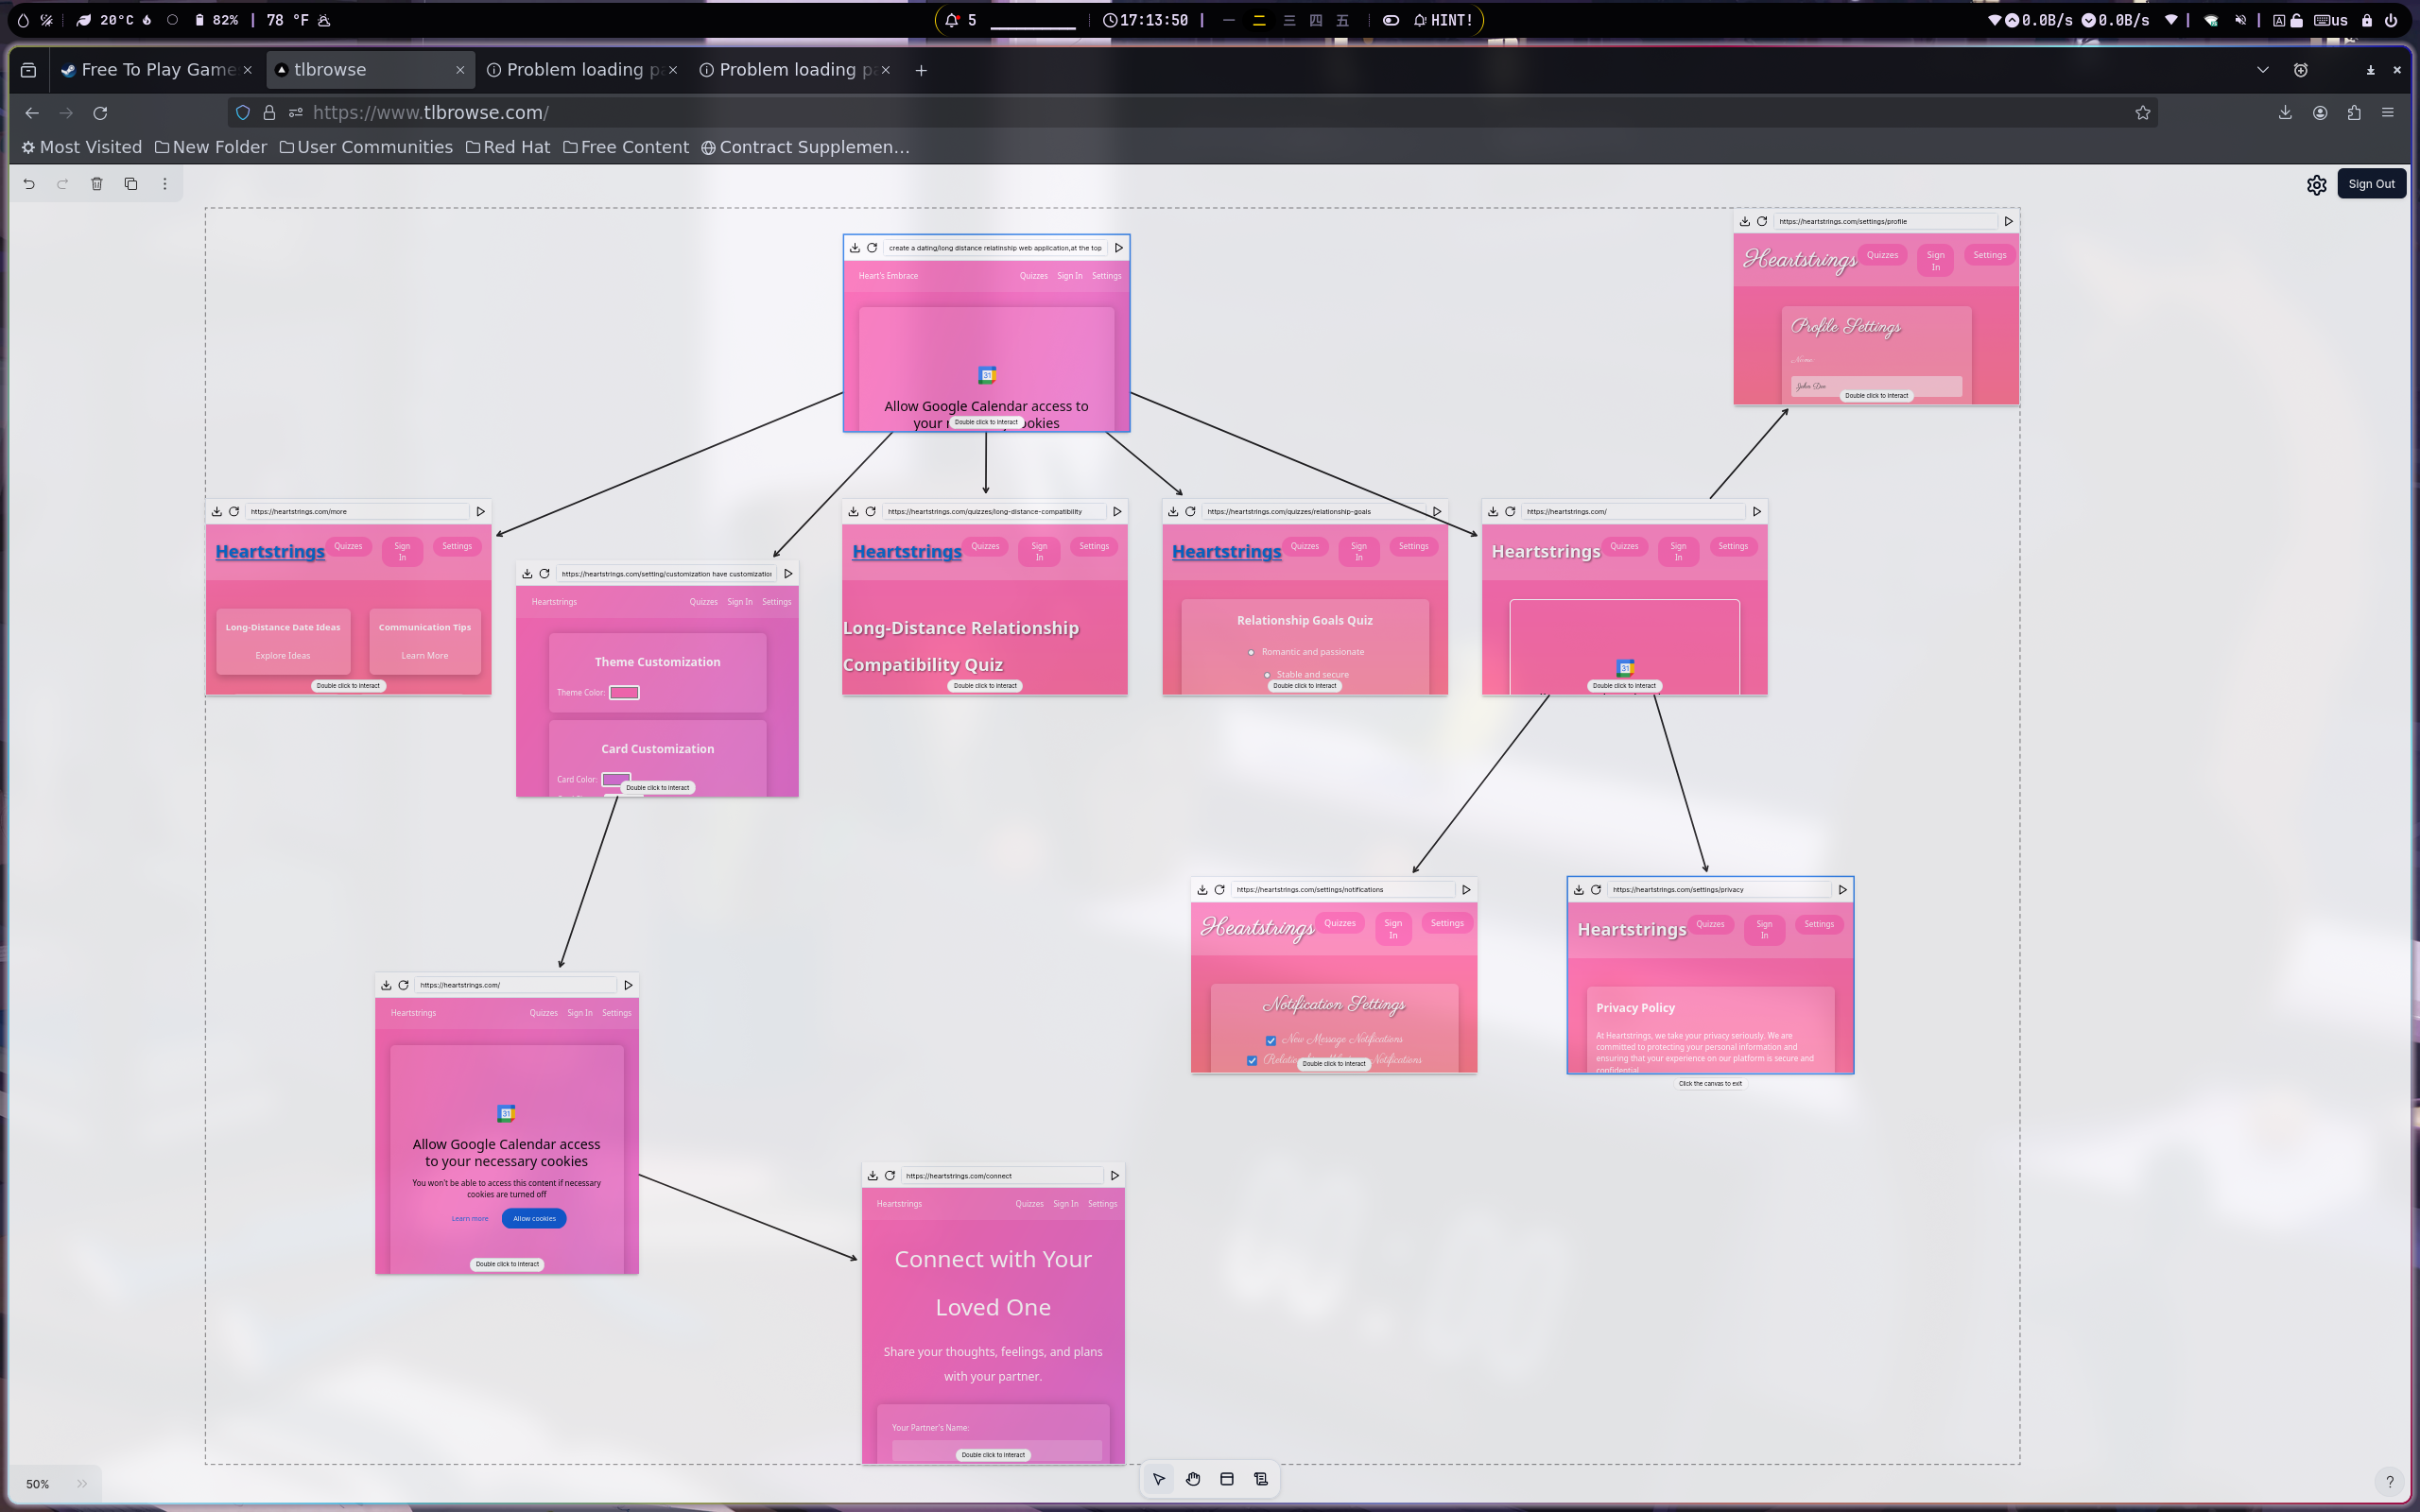 20°C
82%
78 °F
5
17:13:50
一 二 三 四 五
HINT!
0.0B/s 0.0B/s
A
us
Free To Play Game
tlbrowse
Problem loading pa
Problem loading pa
https://www.tlbrowse.com/
Most Visited New Folder User Communities Red Hat Free Content Contract Supplemen…
Sign Out
create a dating/long distance relatinship web application,at the top
Heart's Embrace Quizzes Sign In Settings
31
Allow Google Calendar access to
your
ookies
Double click to interact
https://heartstrings.com/settings/profile
Heartstrings Quizzes Sign In Settings
Profile Settings
Name
John Doe
Double click to interact
https://heartstrings.com/more
Heartstrings Quizzes Sign In Settings
Long-Distance Date Ideas
Explore Ideas
Communication Tips
Learn More
Double click to interact
https://heartstrings.com/setting/customization have customization
Heartstrings Quizzes Sign In Settings
Theme Customization
Theme Color:
Card Customization
Card Color:
Double click to interact
https://heartstrings.com/quizzes/long-distance-compatibility
Heartstrings Quizzes Sign In Settings
Long-Distance Relationship
Compatibility Quiz
Double click to interact
https://heartstrings.com/quizzes/relationship-goals
Heartstrings Quizzes Sign In Settings
Relationship Goals Quiz
Romantic and passionate
Stable and secure
Double click to interact
https://heartstrings.com/
Heartstrings Quizzes Sign In Settings
31
Double click to interact
https://heartstrings.com/settings/notifications
Heartstrings Quizzes Sign In Settings
Notification Settings
New Message Notifications
Notifications
Double click to interact
https://heartstrings.com/settings/privacy
Heartstrings Quizzes Sign In Settings
Privacy Policy
At Heartstrings, we take your privacy seriously. We are
committed to protecting your personal information and
ensuring that your experience on our platform is secure and
confidential
Click the canvas to exit
https://heartstrings.com/
Heartstrings Quizzes Sign In Settings
31
Allow Google Calendar access
to your necessary cookies
You won't be able to access this content if necessary
cookies are turned off
Learn more Allow cookies
Double click to interact
https://heartstrings.com/connect
Heartstrings Quizzes Sign In Settings
Connect with Your
Loved One
Share your thoughts, feelings, and plans
with your partner.
Your Partner's Name:
Double click to interact
50%
?